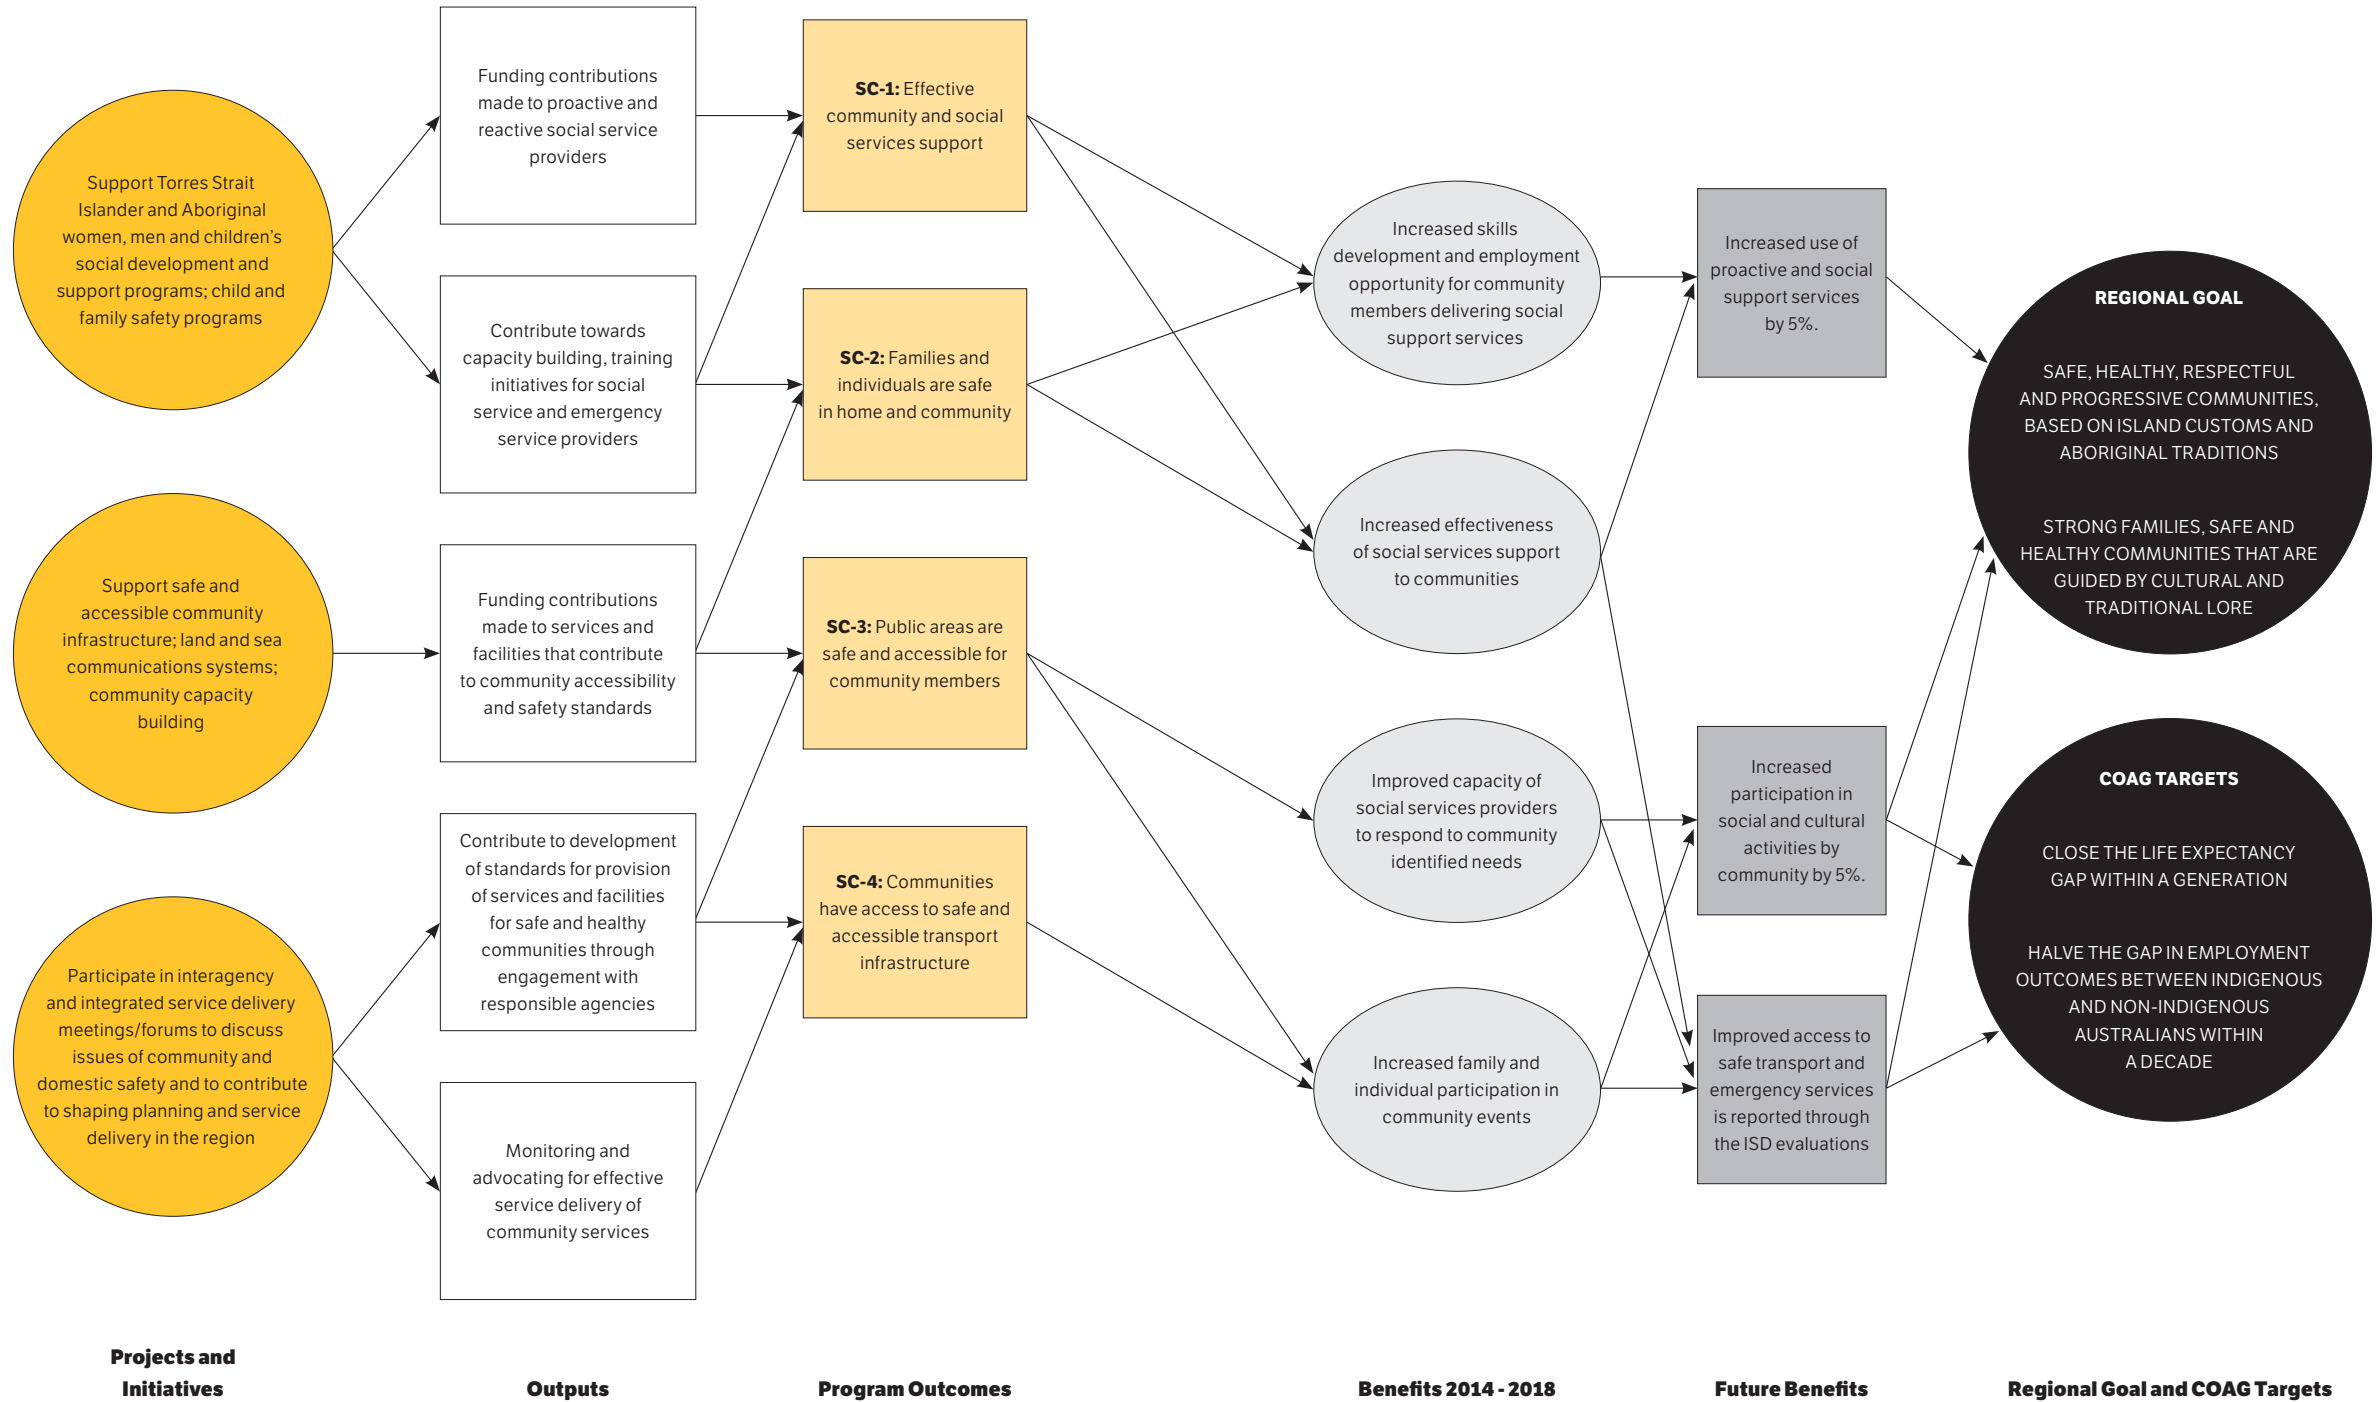 Support Torres Strait
Islander and Aboriginal
women, men and children’s
social development and
support programs; child and
family safety programs
Support safe and
accessible community
infrastructure; land and sea
communications systems;
community capacity
building
Participate in interagency
and integrated service delivery
meetings/forums to discuss
issues of community and
domestic safety and to contribute
to shaping planning and service
delivery in the region
Projects and
Initiatives
Funding contributions
made to proactive and
reactive social service
providers
Contribute towards
capacity building, training
initiatives for social
service and emergency
service providers
Funding contributions
made to services and
facilities that contribute
to community accessibility
and safety standards
Contribute to development
of standards for provision
of services and facilities
for safe and healthy
communities through
engagement with
responsible agencies
Monitoring and
advocating for effective
service delivery of
community services
Outputs
SC-1: Effective
community and social
services support
SC-2: Families and
individuals are safe
in home and community
SC-3: Public areas are
safe and accessible for
community members
SC-4: Communities
have access to safe and
accessible transport
infrastructure
Program Outcomes
Increased skills
development and employment
opportunity for community
members delivering social
support services
Increased effectiveness
of social services support
to communities
Improved capacity of
social services providers
to respond to community
identified needs
Increased family and
individual participation in
community events
Benefits 2014 - 2018
Increased use of
proactive and social
support services
by 5%.
Increased
participation in
social and cultural
activities by
community by 5%.
Improved access to
safe transport and
emergency services
is reported through
the ISD evaluations
Future Benefits
REGIONAL GOAL
SAFE, HEALTHY, RESPECTFUL
AND PROGRESSIVE COMMUNITIES,
BASED ON ISLAND CUSTOMS AND
ABORIGINAL TRADITIONS
STRONG FAMILIES, SAFE AND
HEALTHY COMMUNITIES THAT ARE
GUIDED BY CULTURAL AND
TRADITIONAL LORE
COAG TARGETS
CLOSE THE LIFE EXPECTANCY
GAP WITHIN A GENERATION
HALVE THE GAP IN EMPLOYMENT
OUTCOMES BETWEEN INDIGENOUS
AND NON-INDIGENOUS
AUSTRALIANS WITHIN
A DECADE
Regional Goal and COAG Targets